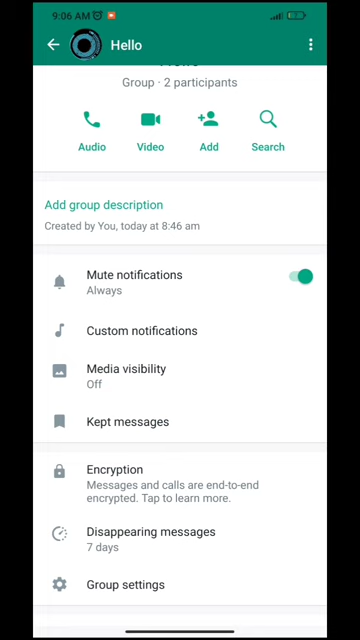 9:06 AM
Hello
Group · 2 participants
Audio
Video
Add
Search
Add group description
Created by You, today at 8:46 am
Mute notifications
Always
Custom notifications
Media visibility
Off
Kept messages
Encryption
Messages and calls are end-to-end
encrypted. Tap to learn more.
Disappearing messages
7 days
Group settings